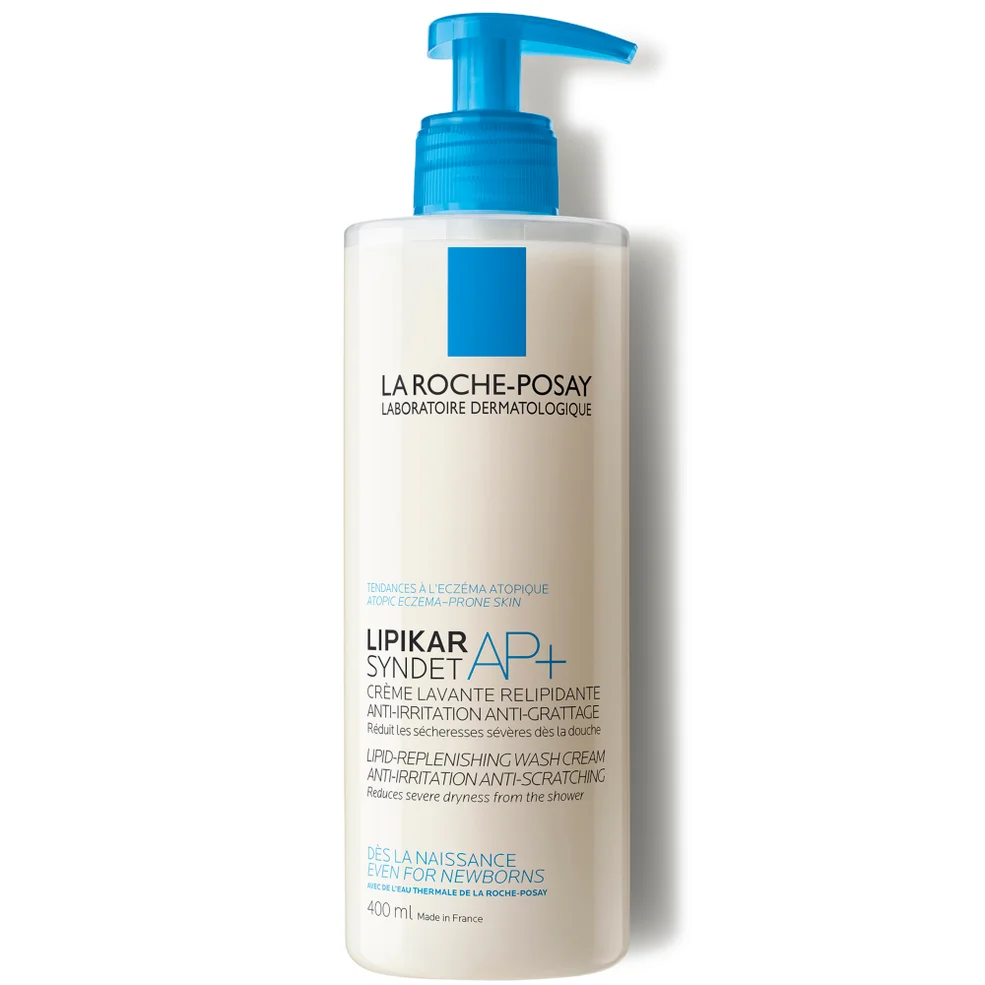 LA ROCHE-POSAY
LABORATOIRE DERMATOLOGIQUE
TENDANCES À L'ECZÉMA ATOPIQUE
ATOPIC ECZEMA-PRONE SKIN
LIPIKAR
SYNDET AP+
CRÈME LAVANTE RELIPIDANTE
ANTI-IRRITATION ANTI-GRATTAGE
Réduit les sécheresses sévères dès la douche
LIPID-REPLENISHING WASH CREAM
ANTI-IRRITATION ANTI-SCRATCHING
Reduces severe dryness from the shower
DÈS LA NAISSANCE
EVEN FOR NEWBORNS
AVEC DE L'EAU THERMALE DE LA ROCHE-POSAY
400 ml Made in France